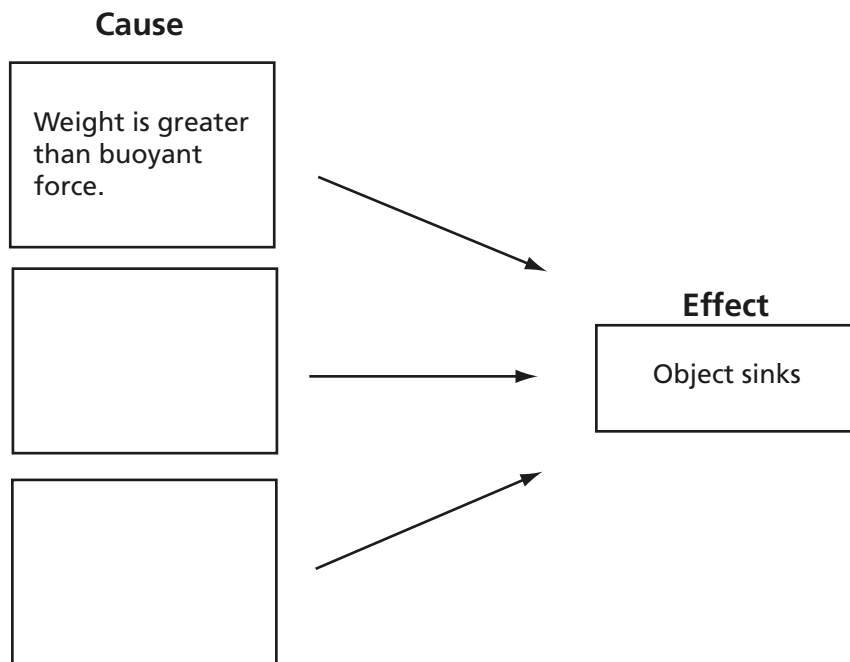 Cause
Weight is greater
than buoyant
force.
Effect
Object sinks